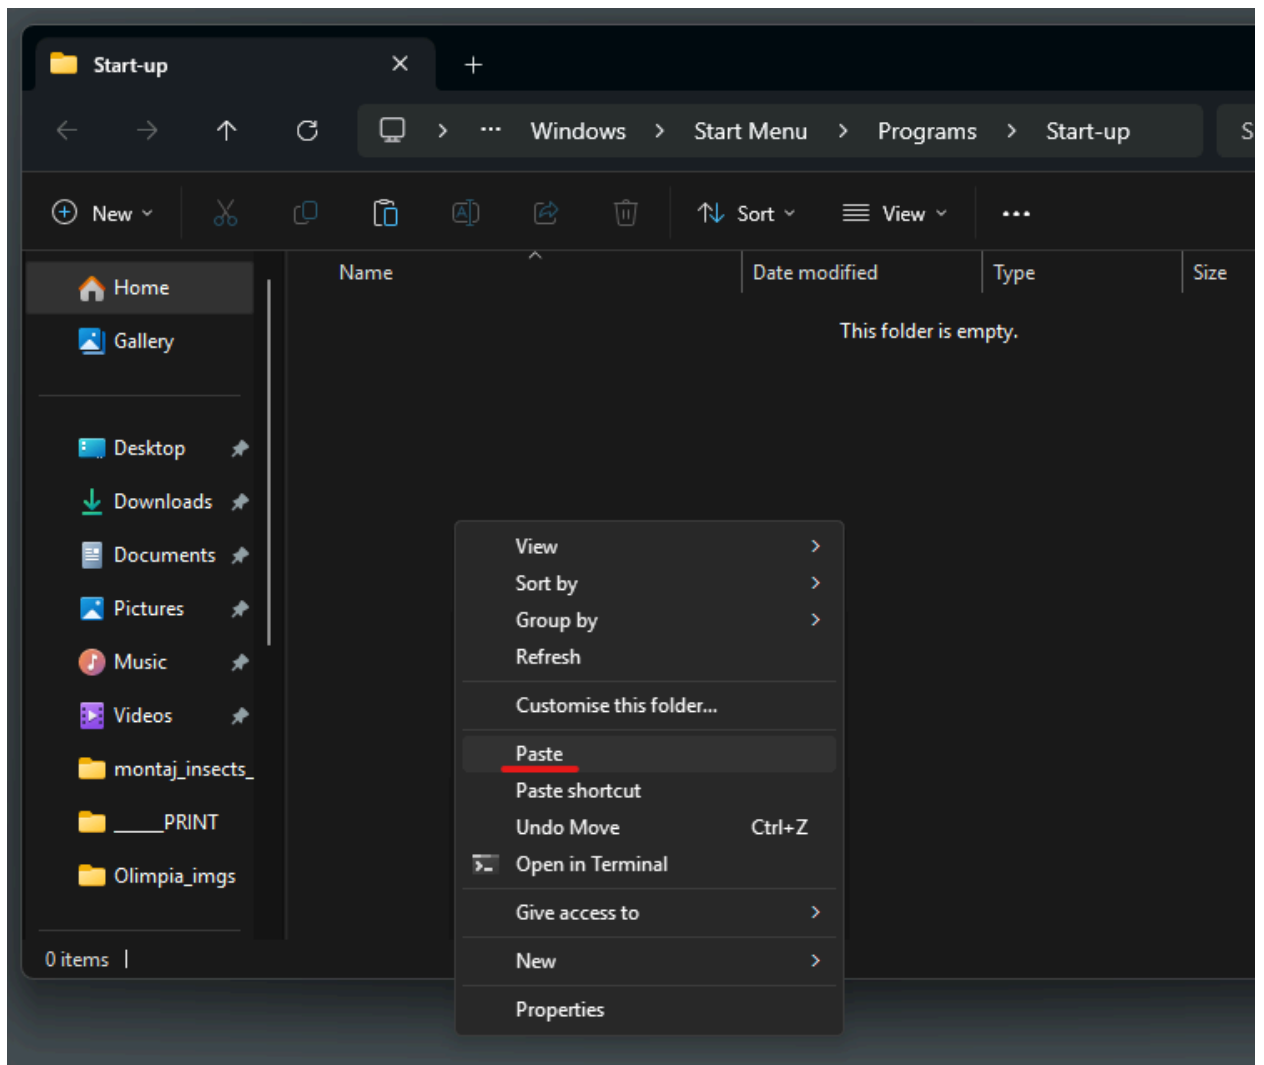 Start-up
Windows > Start Menu > Programs > Start-up
New
Sort
View
Name
Date modified
Type
Size
This folder is empty.
Home
Gallery
Desktop
Downloads
Documents
Pictures
Music
Videos
montaj_insects_
_____PRINT
Olimpia_imgs
0 items
View
Sort by
Group by
Refresh
Customise this folder...
Paste
Paste shortcut
Undo Move Ctrl+Z
Open in Terminal
Give access to
New
Properties